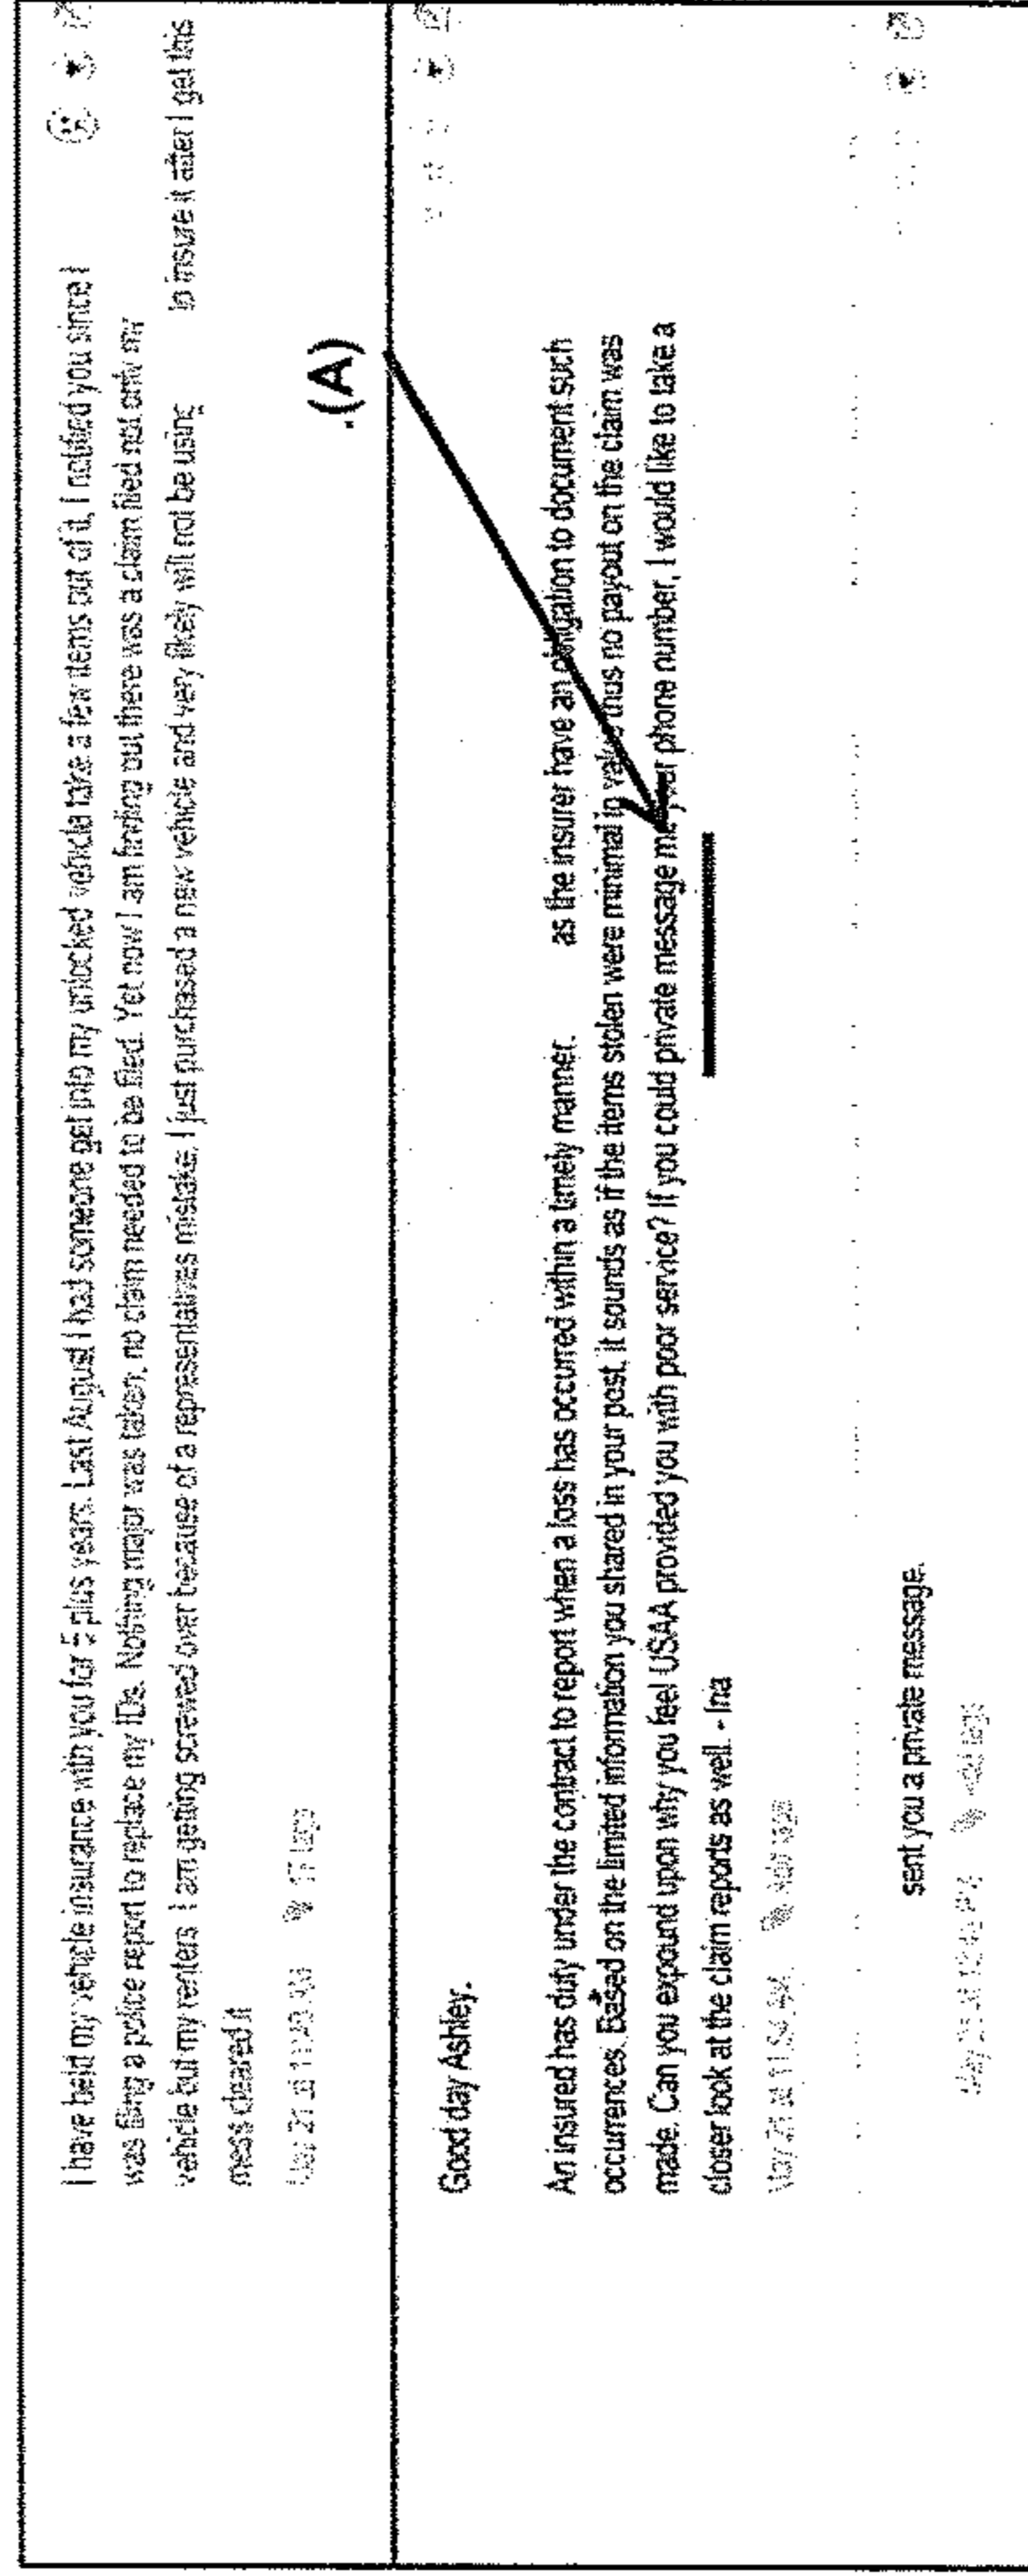 I have held my vehicle insurance with you for 5 plus years. Last August I had someone get into my unlocked vehicle take a few items out of it, I notified you since I
was filing a police report to replace my IDs. Nothing major was taken, no claim needed to be filed. Yet now I am finding out there was a claim filed not only my
vehicle but my renters. I am getting screwed over because of a representatives mistake. I just purchased a new vehicle and very likely will not be using to insure it after I get this
mess cleared it
17 tags
.(A)
Good day Ashley.
An insured has duty under the contract to report when a loss has occurred within a timely manner. as the insurer have an obligation to document such
occurrences. Based on the limited information you shared in your post, it sounds as if the items stolen were minimal in value thus no payout on the claim was
made. Can you expound upon why you feel USAA provided you with poor service? If you could private message me your phone number, I would like to take a
closer look at the claim reports as well. - Ina
May 21 at 11:54 AM
sent you a private message.